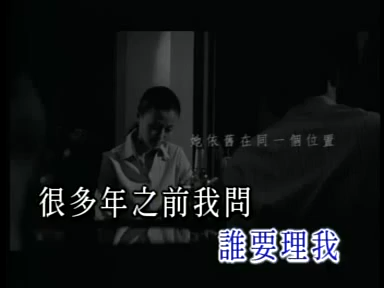 她依舊在同一個位置
很多年之前我問
誰要理我